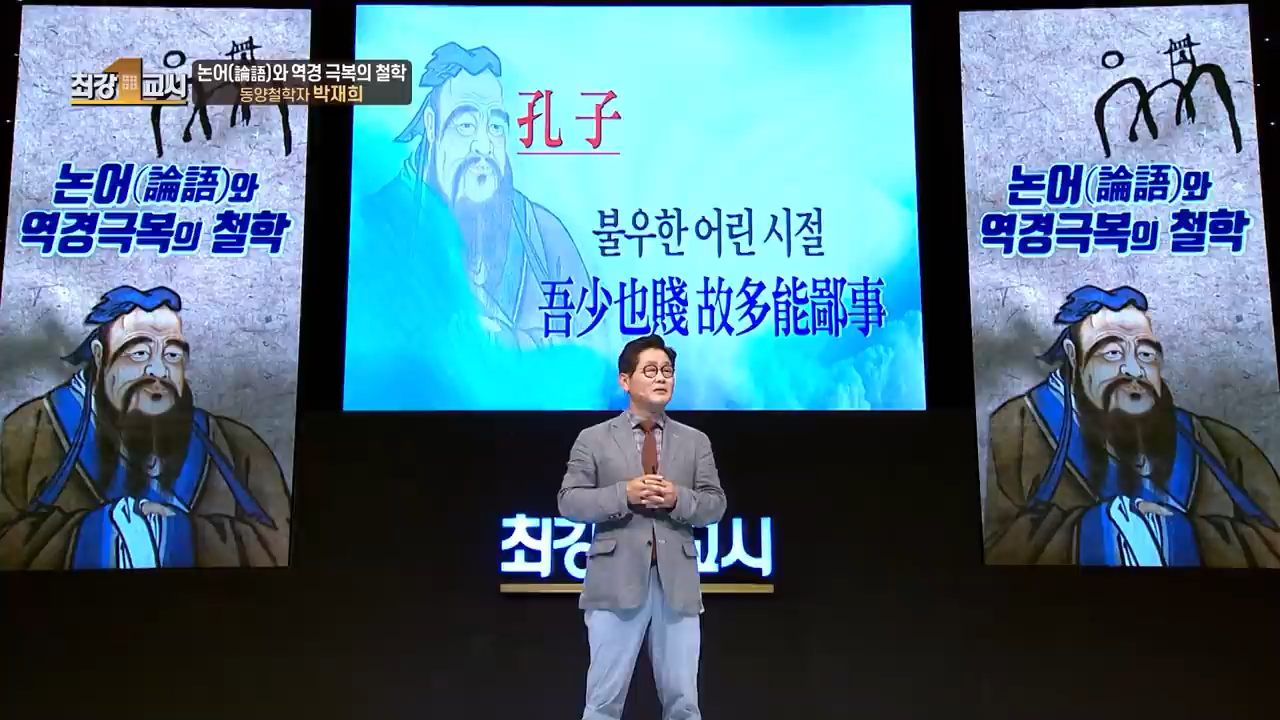 최강1교시
논어(論語)와 역경 극복의 철학
동양철학자 박재희
논어(論語)와
역경극복의 철학
孔子
불우한 어린 시절
吾少也賤 故多能鄙事
논어(論語)와
역경극복의 철학
최강 교시